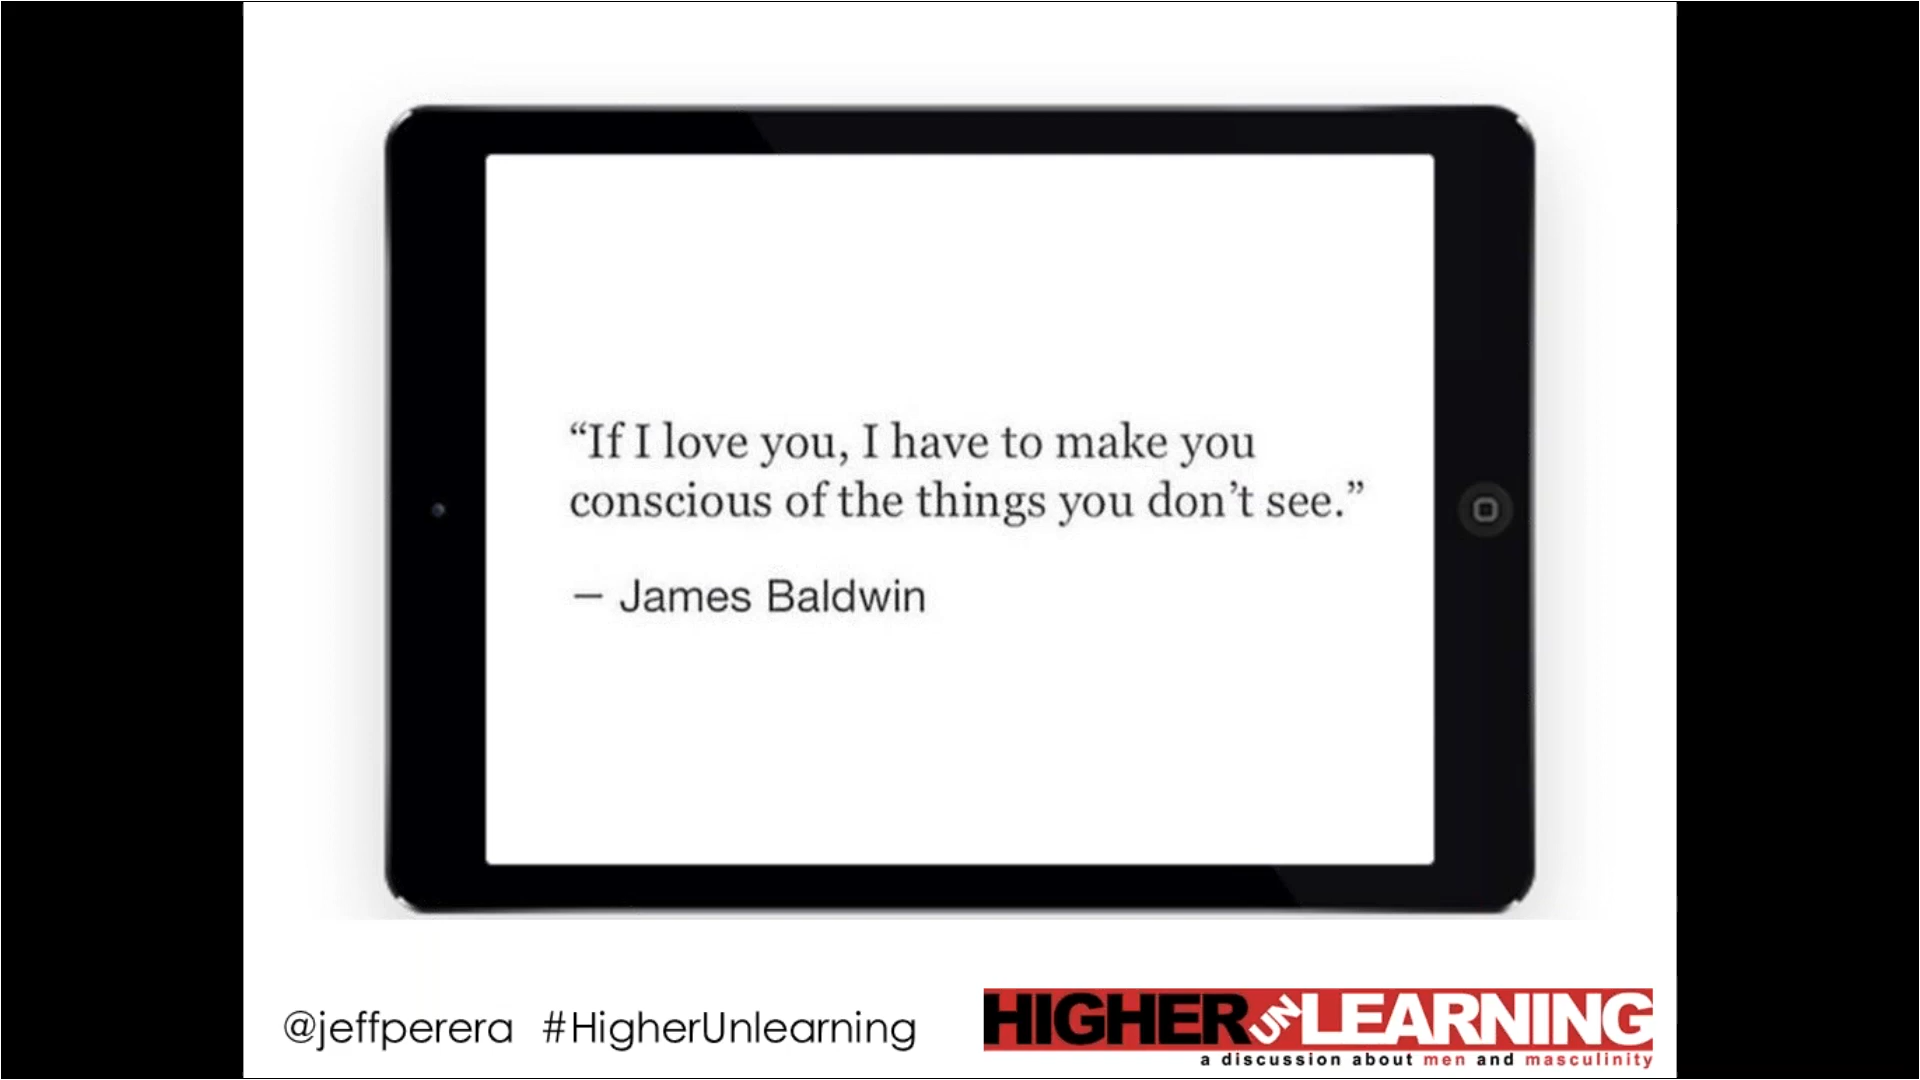 “If I love you, I have to make you
conscious of the things you don’t see.”
— James Baldwin
@jeffperera #HigherUnlearning
HIGHER UN LEARNING
a discussion about men and masculinity